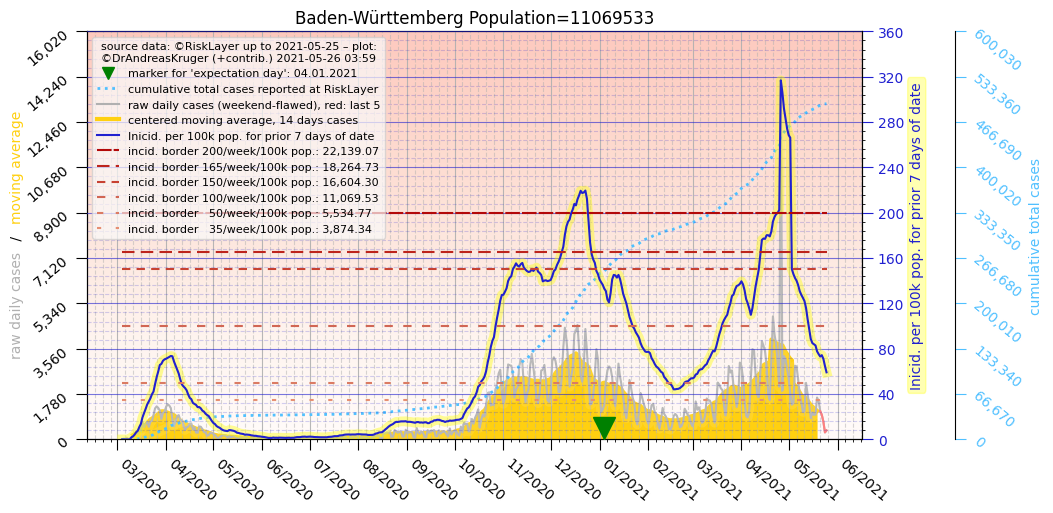 Baden-Württemberg Population=11069533
source data: ©RiskLayer up to 2021-05-25 – plot:
©DrAndreasKruger (+contrib.) 2021-05-26 03:59
marker for 'expectation day': 04.01.2021
cumulative total cases reported at RiskLayer
raw daily cases (weekend-flawed), red: last 5
centered moving average, 14 days cases
Inicid. per 100k pop. for prior 7 days of date
incid. border 200/week/100k pop.: 22,139.07
incid. border 165/week/100k pop.: 18,264.73
incid. border 150/week/100k pop.: 16,604.30
incid. border 100/week/100k pop.: 11,069.53
incid. border 50/week/100k pop.: 5,534.77
incid. border 35/week/100k pop.: 3,874.34
raw daily cases / moving average
16,020
14,240
12,460
10,680
8,900
7,120
5,340
3,560
1,780
0
03/2020
04/2020
05/2020
06/2020
07/2020
08/2020
09/2020
10/2020
11/2020
12/2020
01/2021
02/2021
03/2021
04/2021
05/2021
06/2021
360
320
280
240
200
160
120
80
40
0
Inicid. per 100k pop. for prior 7 days of date
600,030
533,360
466,690
400,020
333,350
266,680
200,010
133,340
66,670
0
cumulative total cases